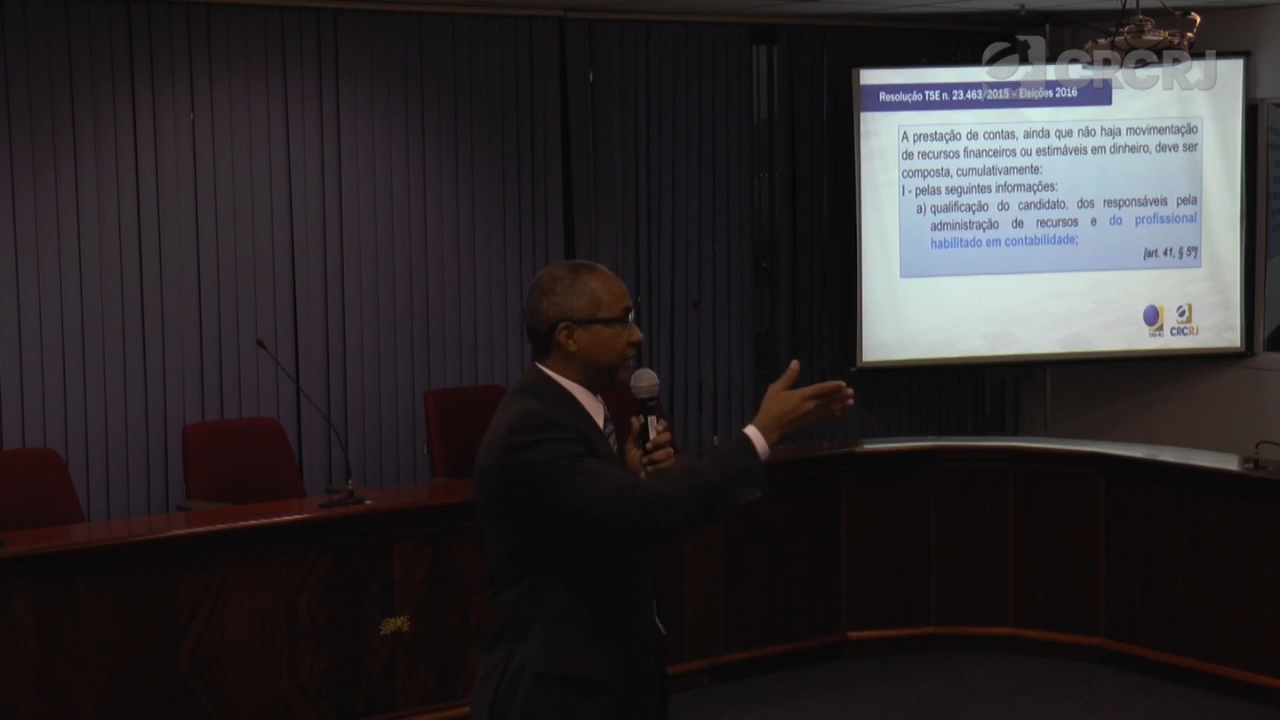 CRCRJ
Resolução TSE n. 23.463/2015 – Eleições 2016
A prestação de contas, ainda que não haja movimentação
de recursos financeiros ou estimáveis em dinheiro, deve ser
composta, cumulativamente:
I - pelas seguintes informações:
a) qualificação do candidato, dos responsáveis pela
administração de recursos e do profissional
habilitado em contabilidade;
[art. 41, § 5º]
CRCRJ